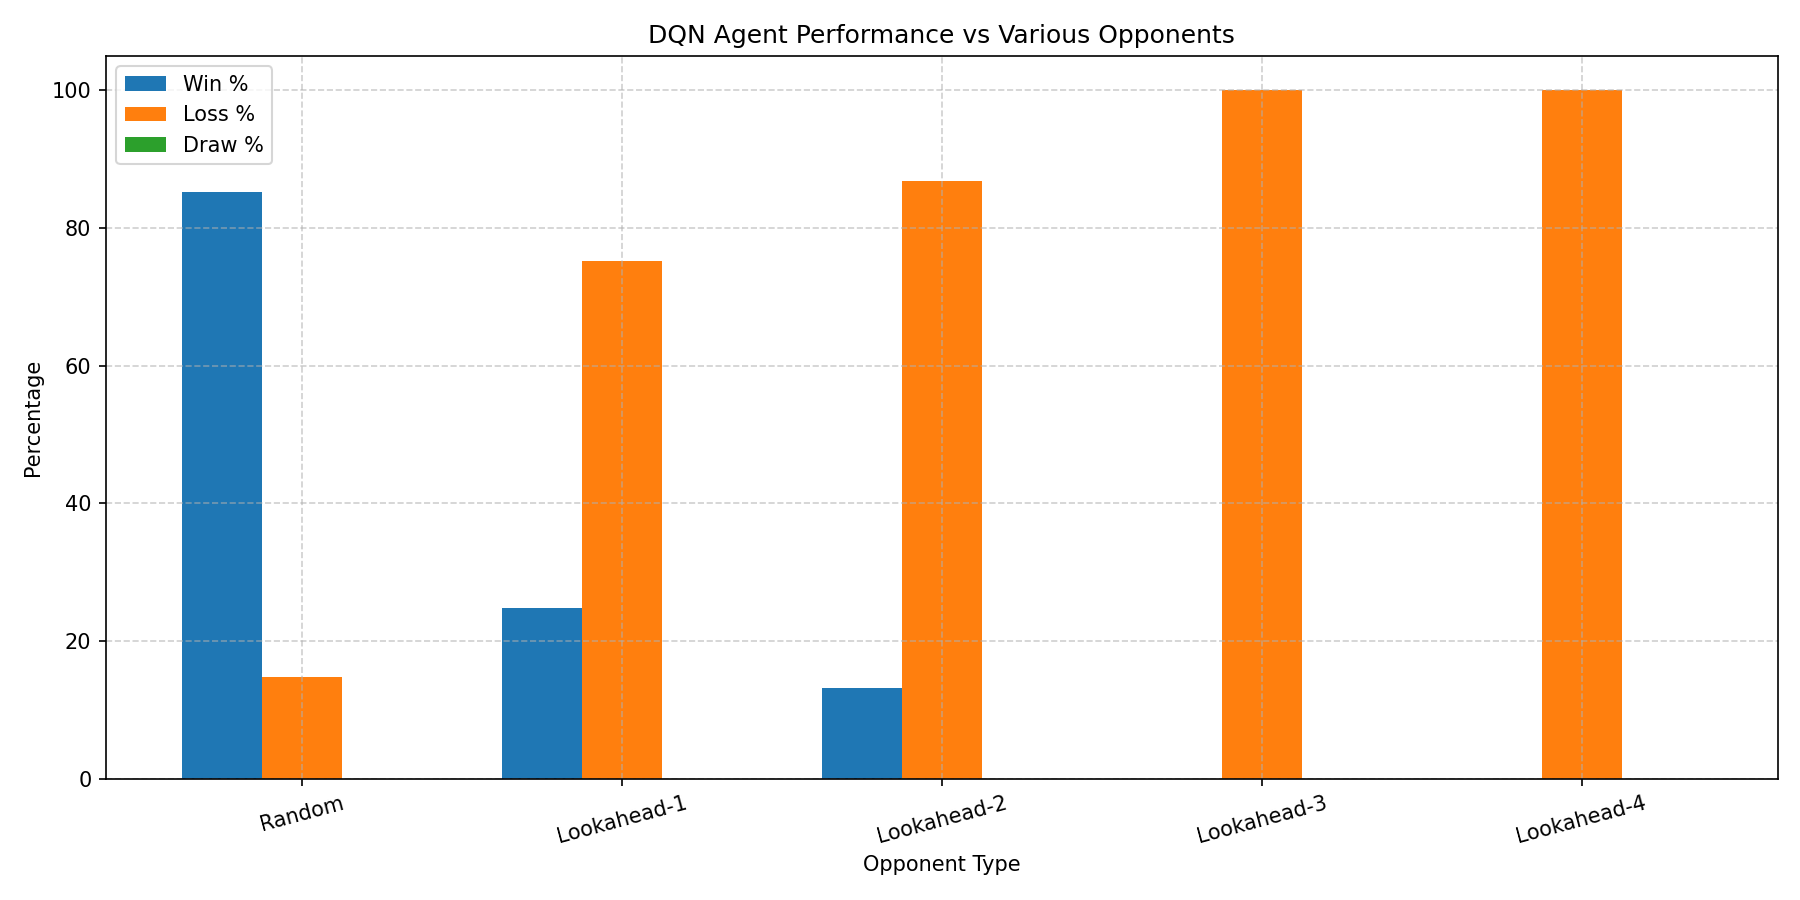 DQN Agent Performance vs Various Opponents
Win %
Loss %
Draw %
100
80
60
40
20
0
Percentage
Random
Lookahead-1
Lookahead-2
Lookahead-3
Lookahead-4
Opponent Type